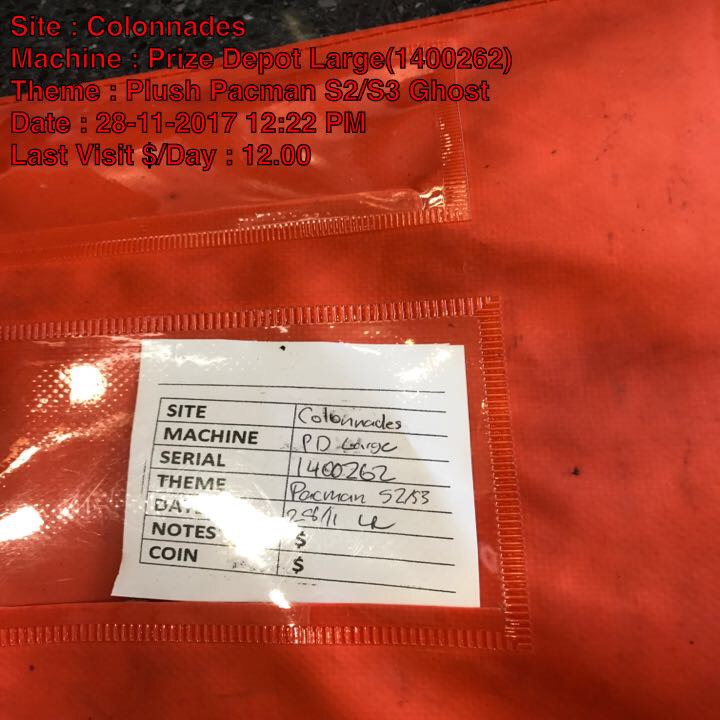 Site : Colonnades
Machine : Prize Depot Large(1400262)
Theme : Plush Pacman S2/S3 Ghost
Date : 28-11-2017 12:22 PM
Last Visit $/Day : 12.00
SITE Colonnades
MACHINE PD Large
SERIAL 1400262
THEME Pacman S2/S3
28/11
NOTES $
COIN $